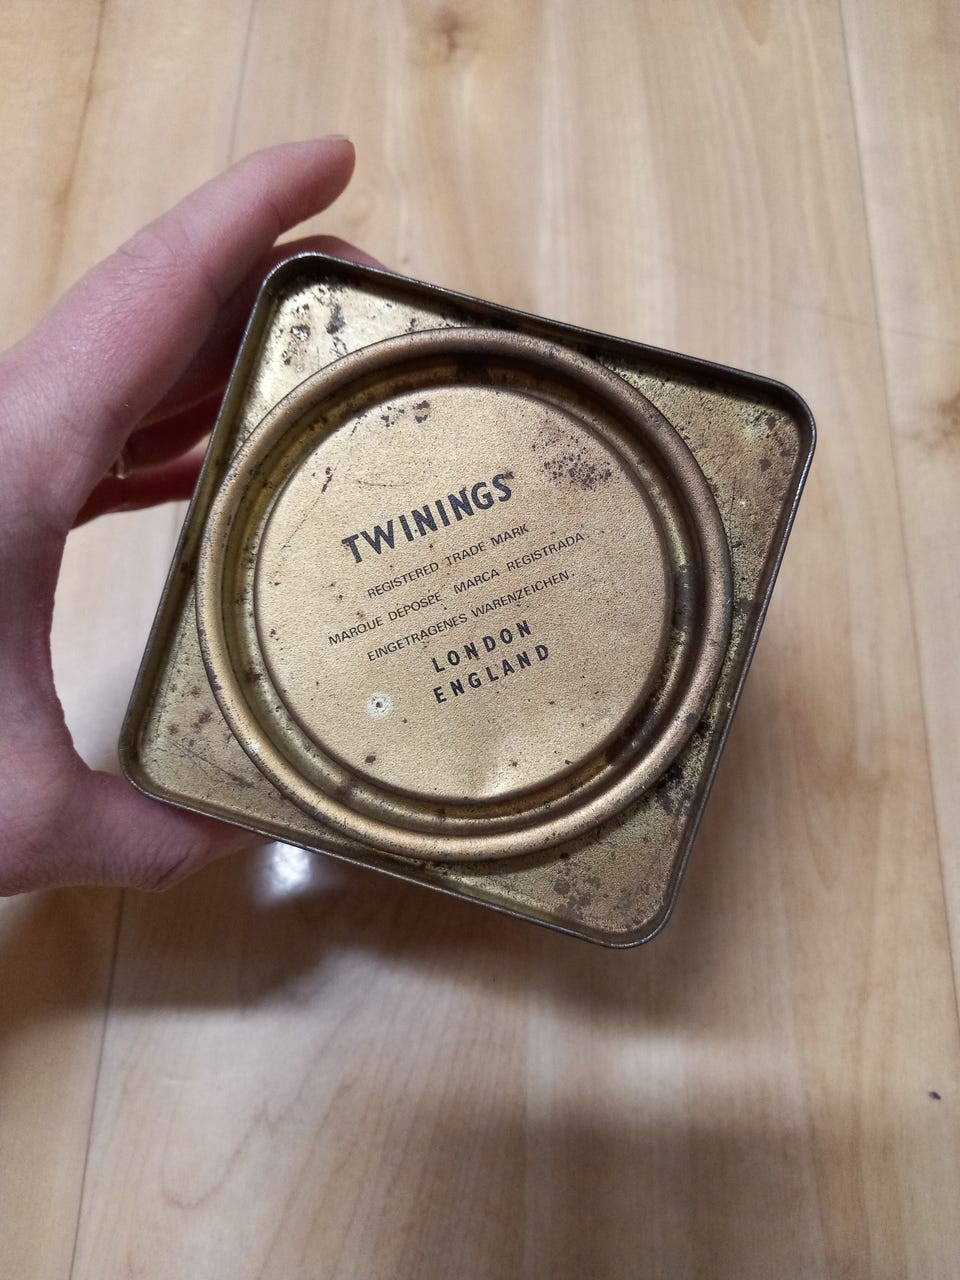 TWININGS
REGISTERED TRADE MARK
MARQUE DEPOSEE MARCA REGISTRADA
EINGETRAGENES WARENZEICHEN
LONDON
ENGLAND